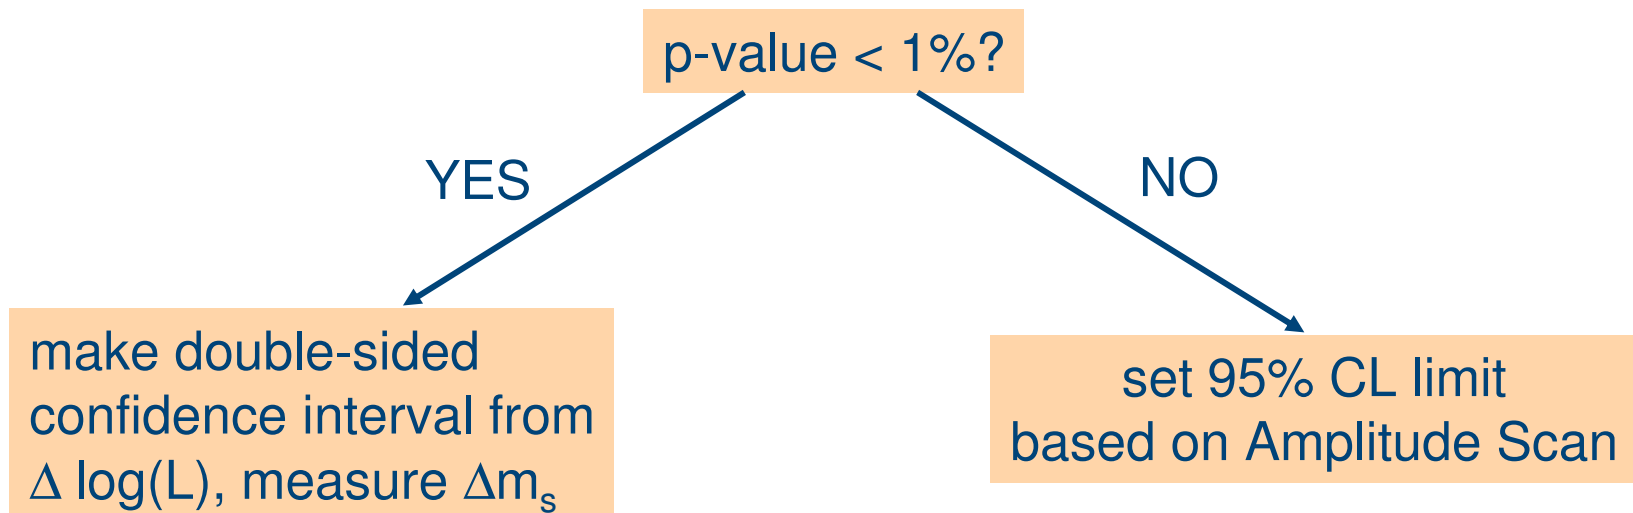 p-value < 1%?
YES
NO
make double-sided
confidence interval from
Δ log(L), measure Δmₛ
set 95% CL limit
based on Amplitude Scan